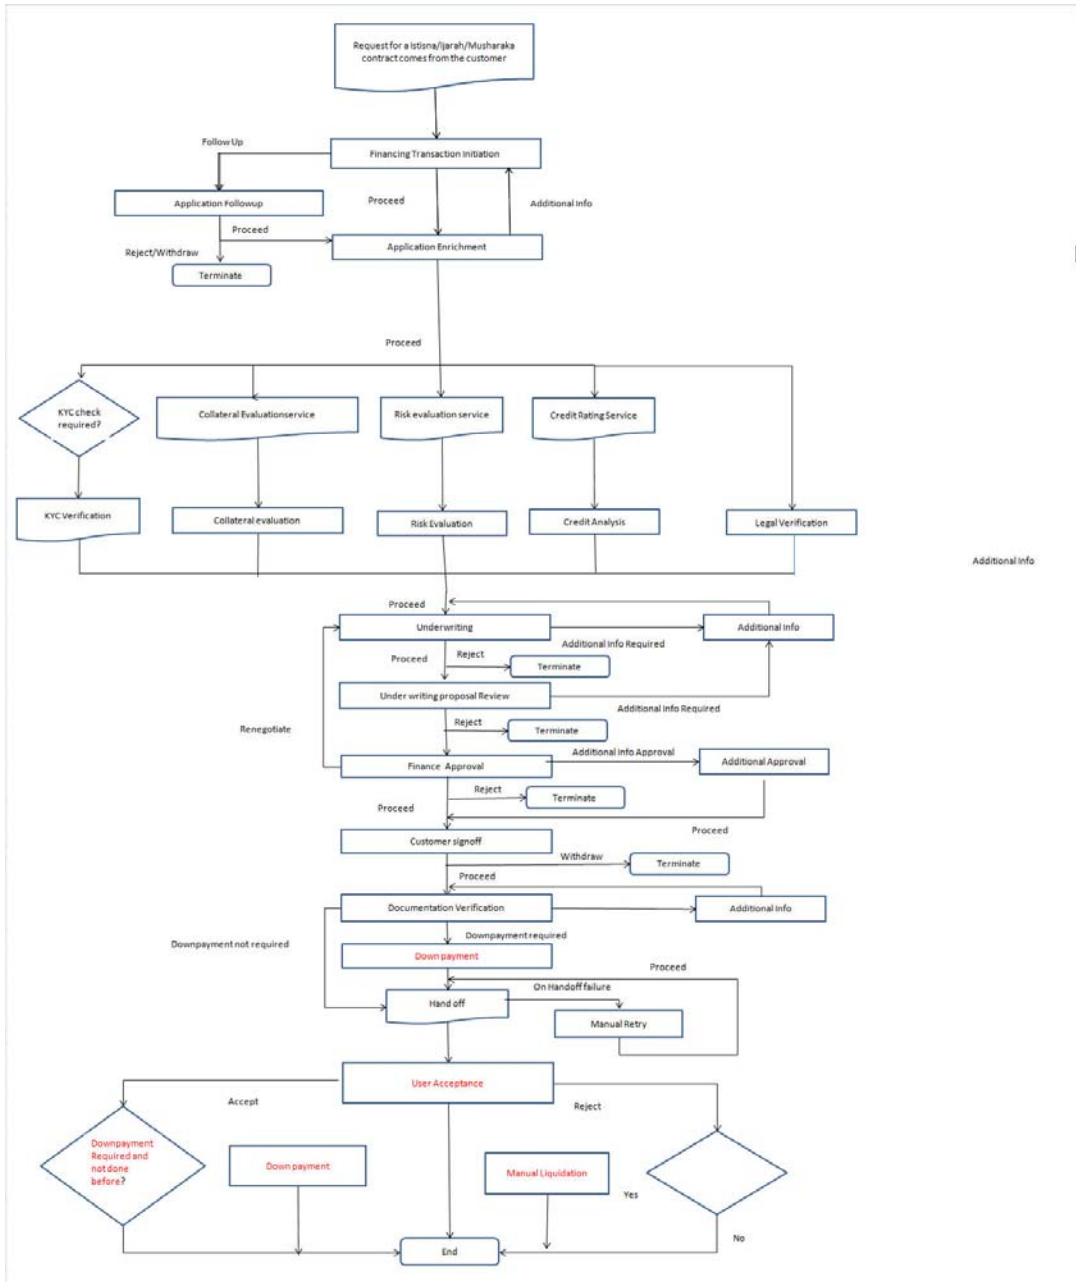 Request for a Istisna/Ijarah/Musharaka
contract comes from the customer
Follow Up
Financing Transaction Initiation
Application Followup
Proceed
Additional Info
Proceed
Application Enrichment
Reject/Withdraw
Terminate
Proceed
KYC check
required?
Collateral Evaluationservice
Risk evaluation service
Credit Rating Service
KYC Verification
Collateral evaluation
Risk Evaluation
Credit Analysis
Legal Verification
Additional Info
Proceed
Underwriting
Additional Info
Additional Info Required
Proceed
Reject
Terminate
Under writing proposal Review
Additional Info Required
Renegotiate
Reject
Terminate
Additional Info Approval
Finance Approval
Additional Approval
Reject
Terminate
Proceed
Proceed
Customer signoff
Withdraw
Terminate
Proceed
Documentation Verification
Additional Info
Downpayment not required
Downpayment required
Down payment
Proceed
On Handoff failure
Hand off
Manual Retry
User Acceptance
Accept
Reject
Downpayment
Required and
not done
before?
Down payment
Manual Liquidation
Yes
No
End